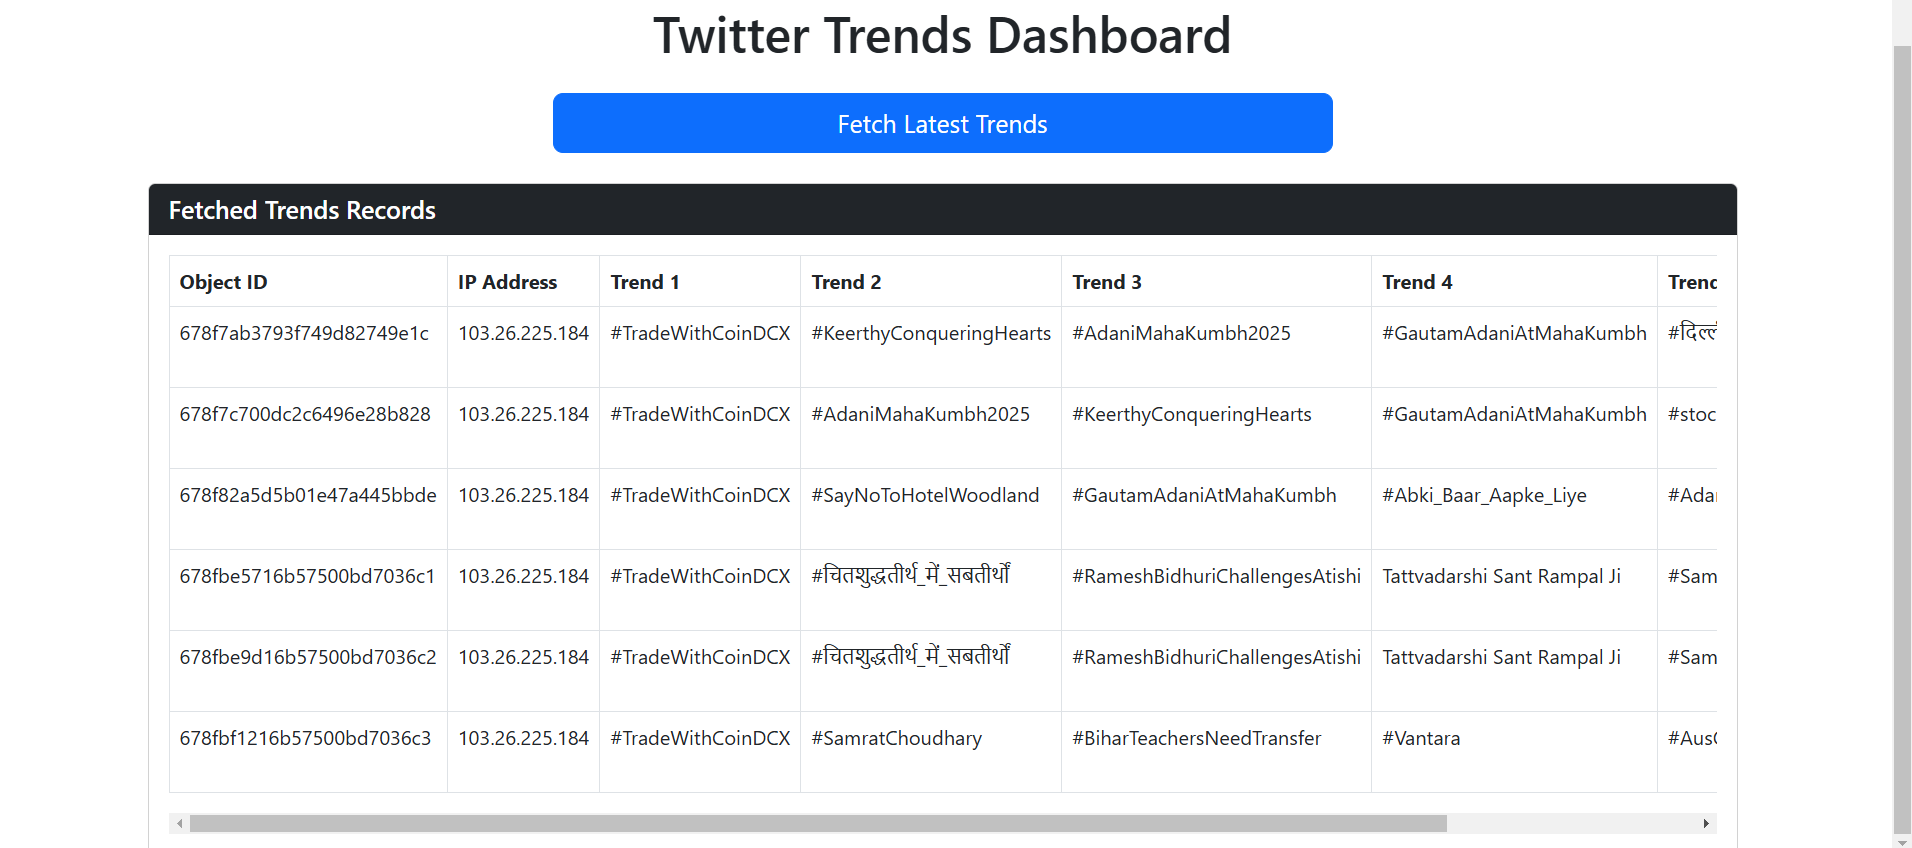 Twitter Trends Dashboard
Fetch Latest Trends
Fetched Trends Records
Object ID IP Address Trend 1 Trend 2 Trend 3 Trend 4 Trend
678f7ab3793f749d82749e1c 103.26.225.184 #TradeWithCoinDCX #KeerthyConqueringHearts #AdaniMahaKumbh2025 #GautamAdaniAtMahaKumbh
678f7c700dc2c6496e28b828 103.26.225.184 #TradeWithCoinDCX #AdaniMahaKumbh2025 #KeerthyConqueringHearts #GautamAdaniAtMahaKumbh #stoc
678f82a5d5b01e47a445bbde 103.26.225.184 #TradeWithCoinDCX #SayNoToHotelWoodland #GautamAdaniAtMahaKumbh #Abki_Baar_Aapke_Liye #Ada
678fbe5716b57500bd7036c1 103.26.225.184 #TradeWithCoinDCX #चितशुद्धतीर्थ_में_सबतीर्थों #RameshBidhuriChallengesAtishi Tattvadarshi Sant Rampal Ji #Sam
678fbe9d16b57500bd7036c2 103.26.225.184 #TradeWithCoinDCX #चितशुद्धतीर्थ_में_सबतीर्थों #RameshBidhuriChallengesAtishi Tattvadarshi Sant Rampal Ji #Sam
678fbf1216b57500bd7036c3 103.26.225.184 #TradeWithCoinDCX #SamratChoudhary #BiharTeachersNeedTransfer #Vantara #Aus